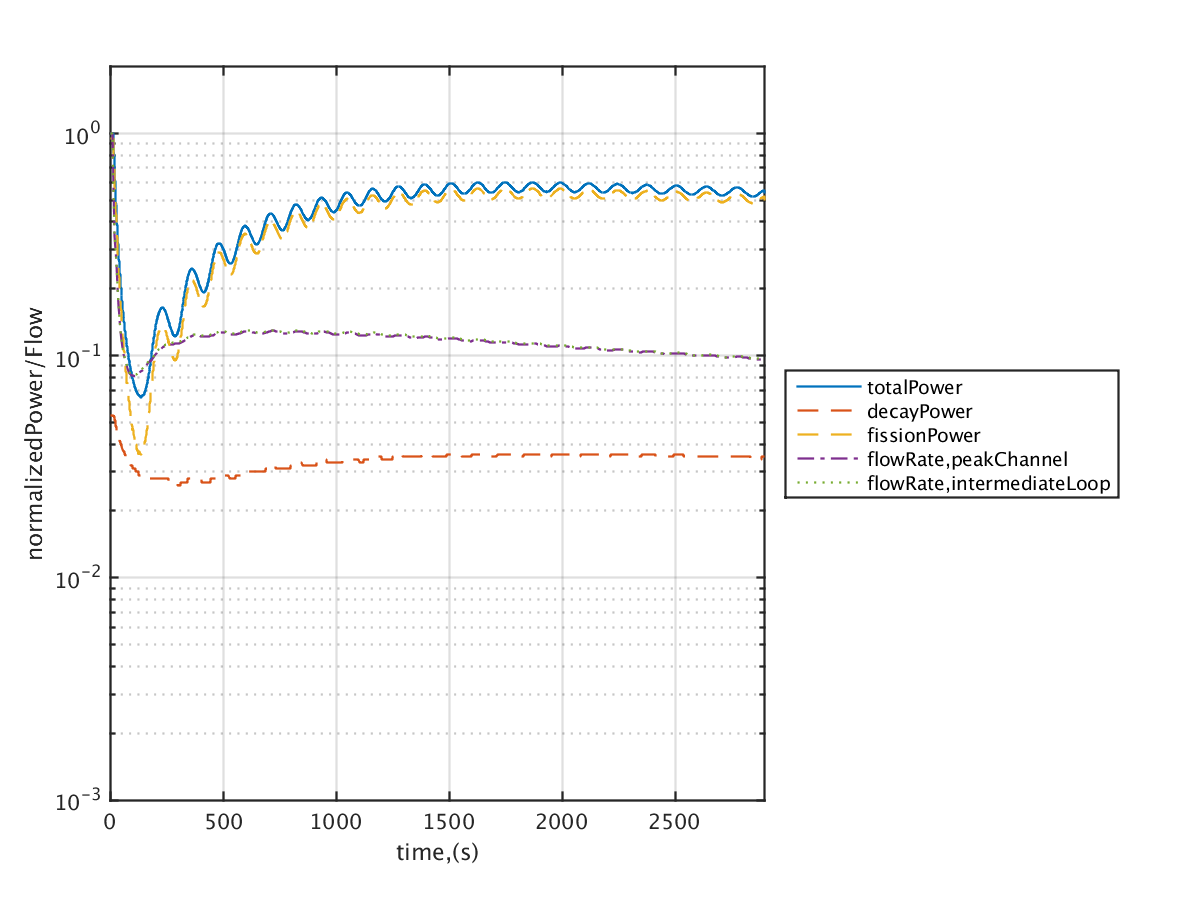 10^0
10^-1
10^-2
10^-3
normalizedPower/Flow
0 500 1000 1500 2000 2500
time,(s)
totalPower
decayPower
fissionPower
flowRate,peakChannel
flowRate,intermediateLoop